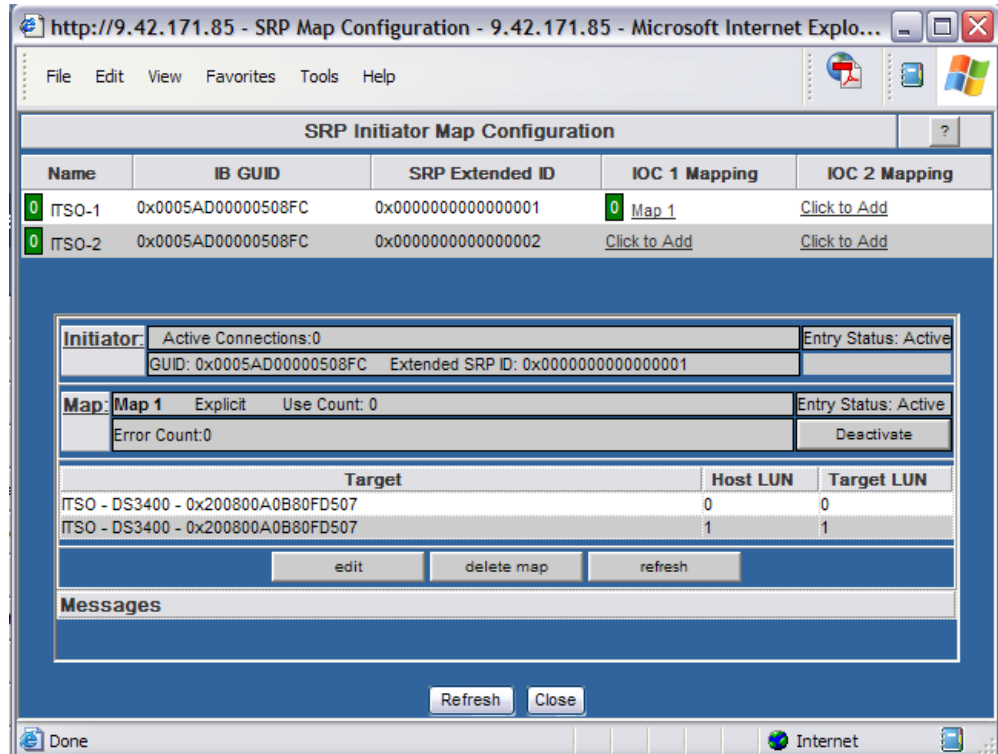 http://9.42.171.85 - SRP Map Configuration - 9.42.171.85 - Microsoft Internet Explo...
File Edit View Favorites Tools Help
SRP Initiator Map Configuration ?
Name IB GUID SRP Extended ID IOC 1 Mapping IOC 2 Mapping
0 ITSO-1 0x0005AD00000508FC 0x0000000000000001 0 Map 1 Click to Add
0 ITSO-2 0x0005AD00000508FC 0x0000000000000002 Click to Add Click to Add
Initiator: Active Connections:0 Entry Status: Active
GUID: 0x0005AD00000508FC Extended SRP ID: 0x0000000000000001
Map: Map 1 Explicit Use Count: 0 Entry Status: Active
Error Count:0 Deactivate
Target Host LUN Target LUN
ITSO - DS3400 - 0x200800A0B80FD507 0 0
ITSO - DS3400 - 0x200800A0B80FD507 1 1
edit delete map refresh
Messages
Refresh Close
Done Internet